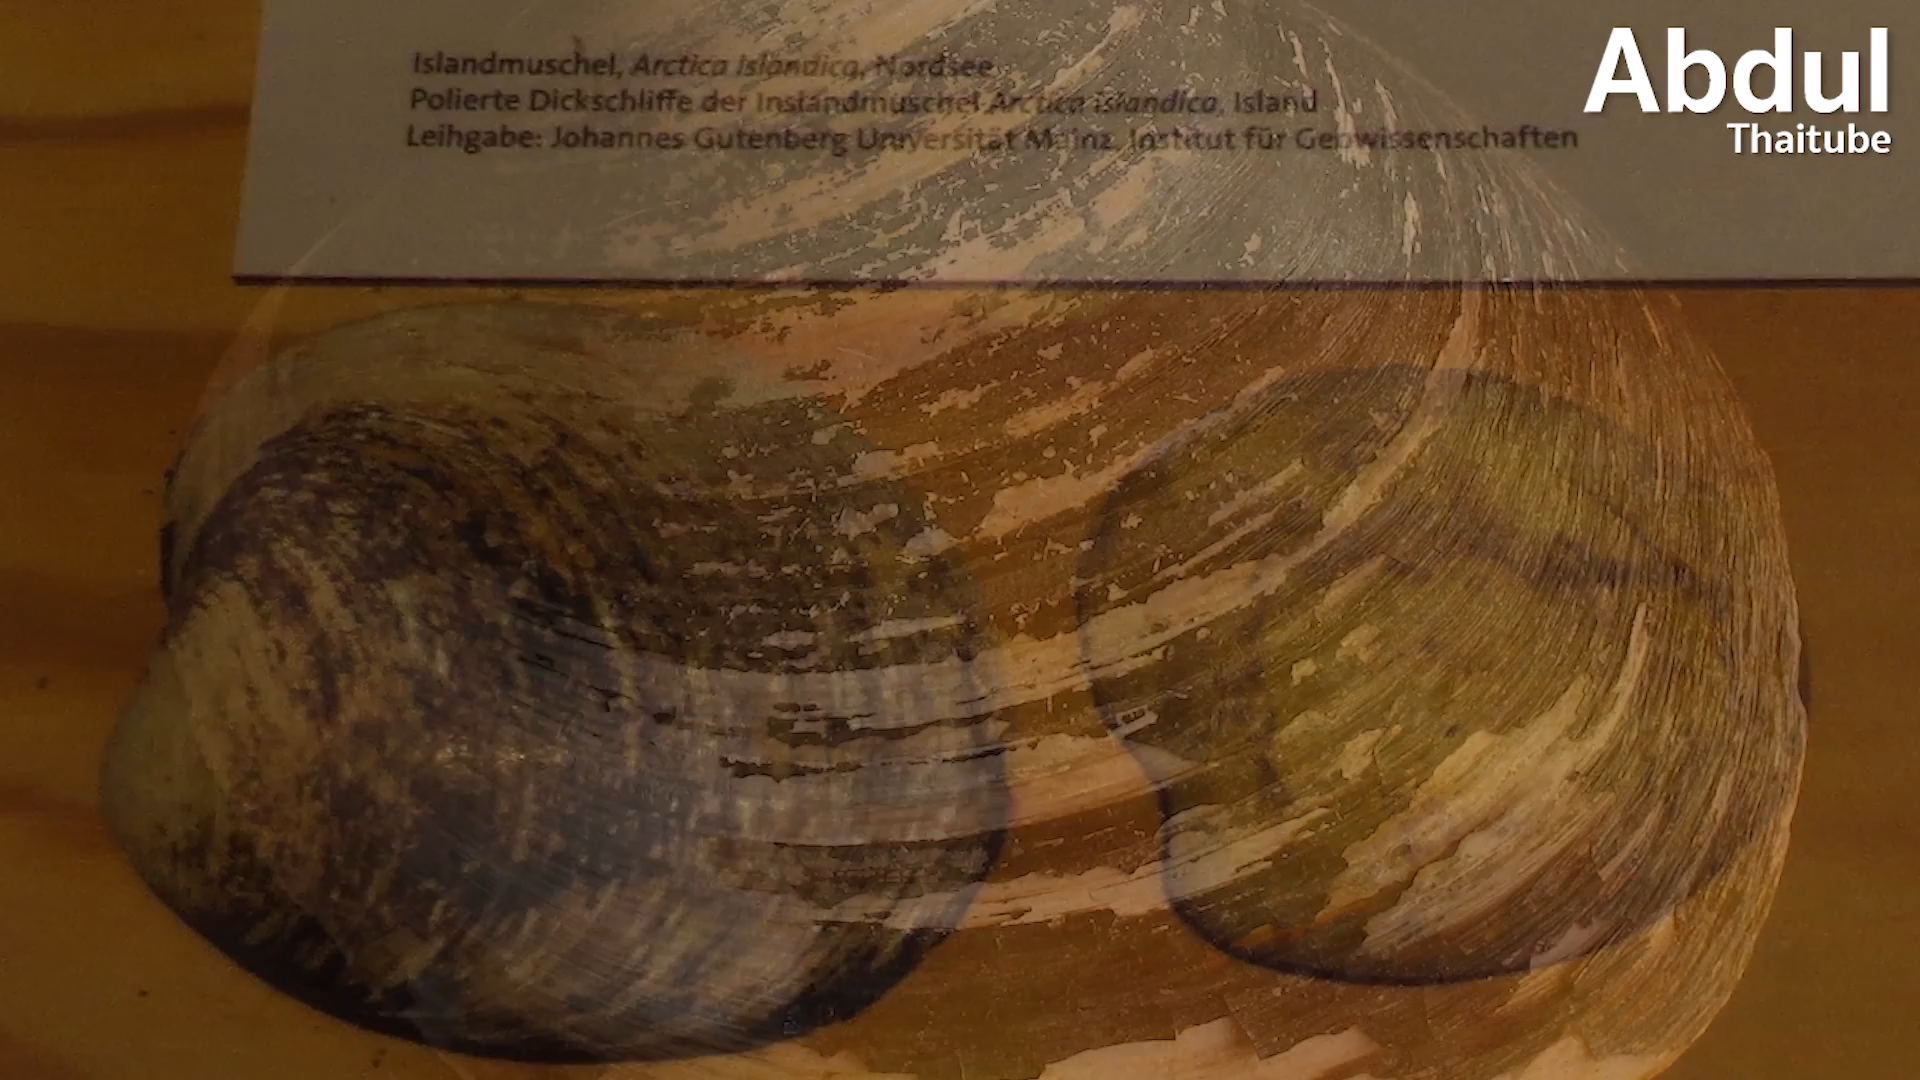 Islandmuschel, Arctica islandica, Nordsee
Polierte Dickschliffe der Inslandmuschel Arctica islandica, Island
Leihgabe: Johannes Gutenberg Universität Mainz, Institut für Geowissenschaften
Abdul
Thaitube